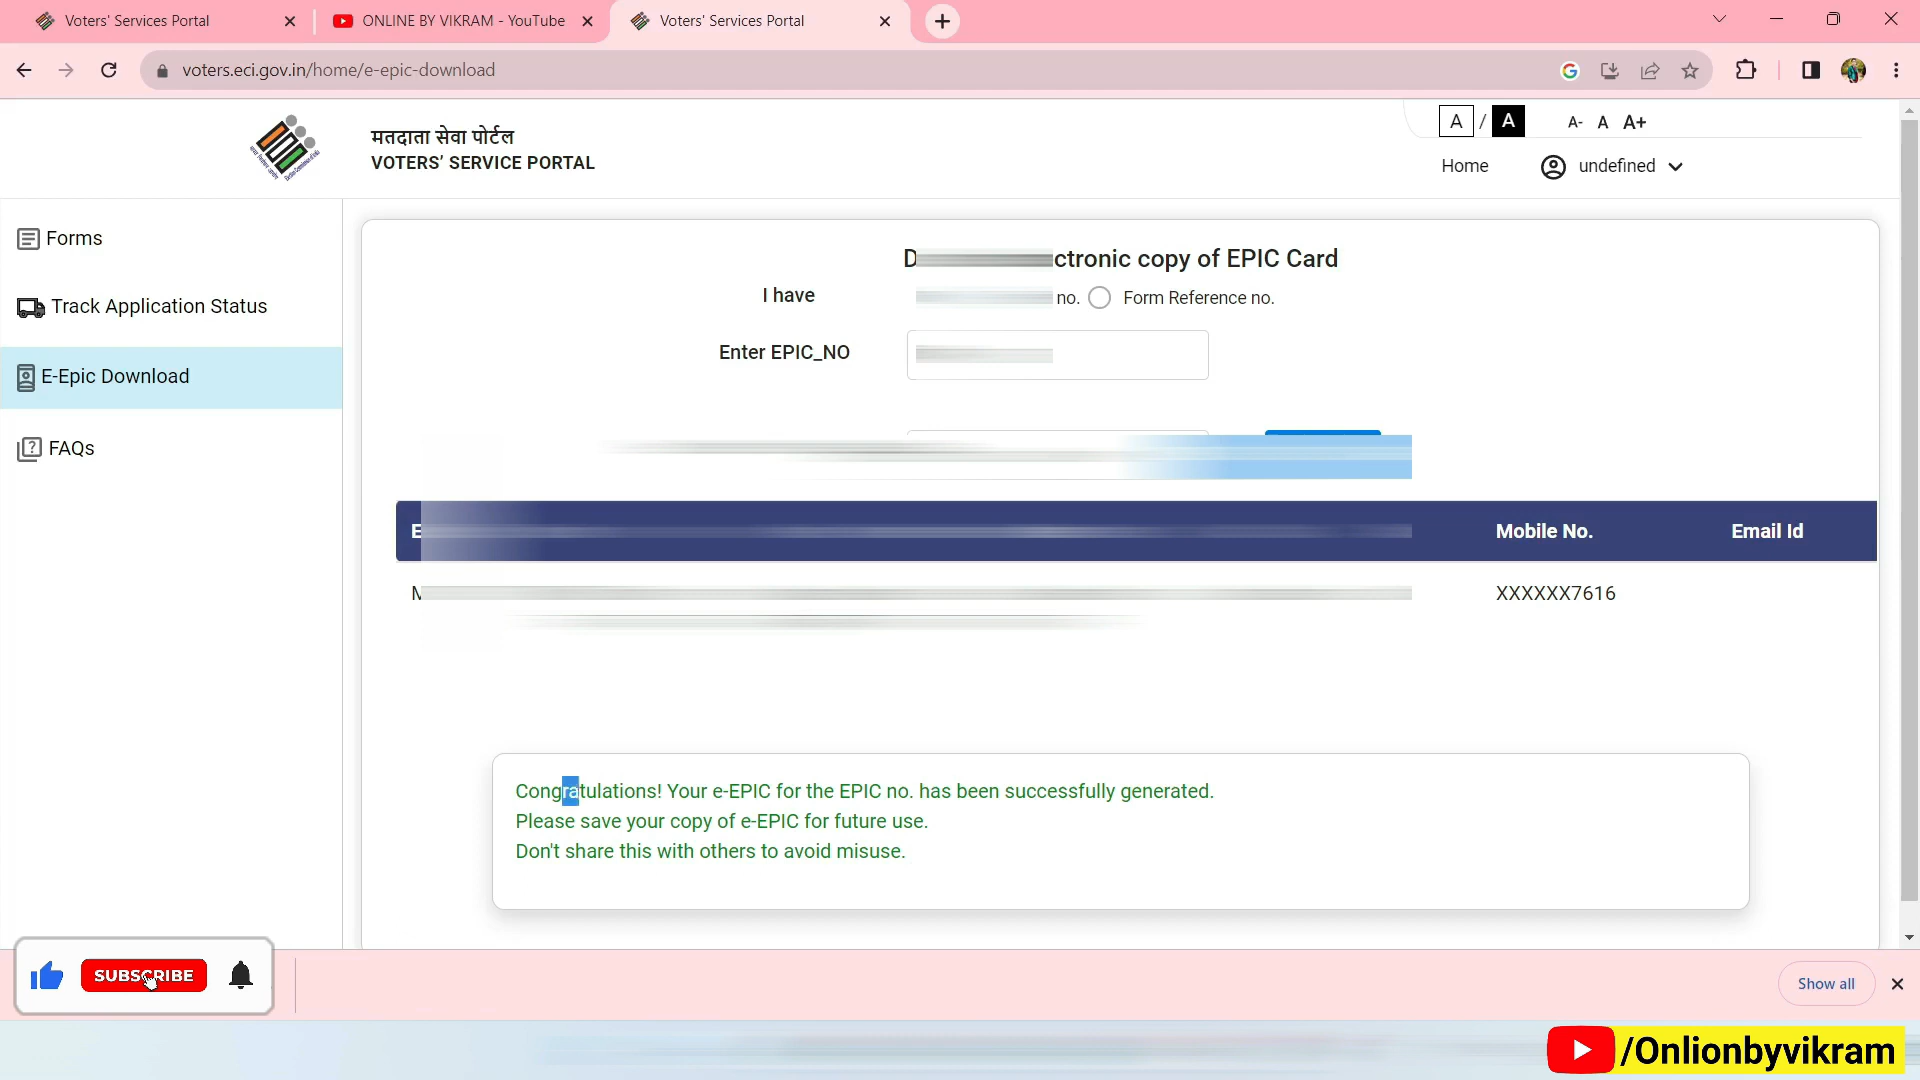 Voters' Services Portal
ONLINE BY VIKRAM - YouTube
Voters' Services Portal
voters.eci.gov.in/home/e-epic-download
मतदाता सेवा पोर्टल
VOTERS' SERVICE PORTAL
A / A A- A A+
Home undefined
Forms
Track Application Status
E-Epic Download
FAQs
ctronic copy of EPIC Card
I have no. Form Reference no.
Enter EPIC_NO
Mobile No. Email Id
XXXXXX7616
Congratulations! Your e-EPIC for the EPIC no. has been successfully generated.
Please save your copy of e-EPIC for future use.
Don't share this with others to avoid misuse.
SUBSCRIBE
Show all
/Onlionbyvikram